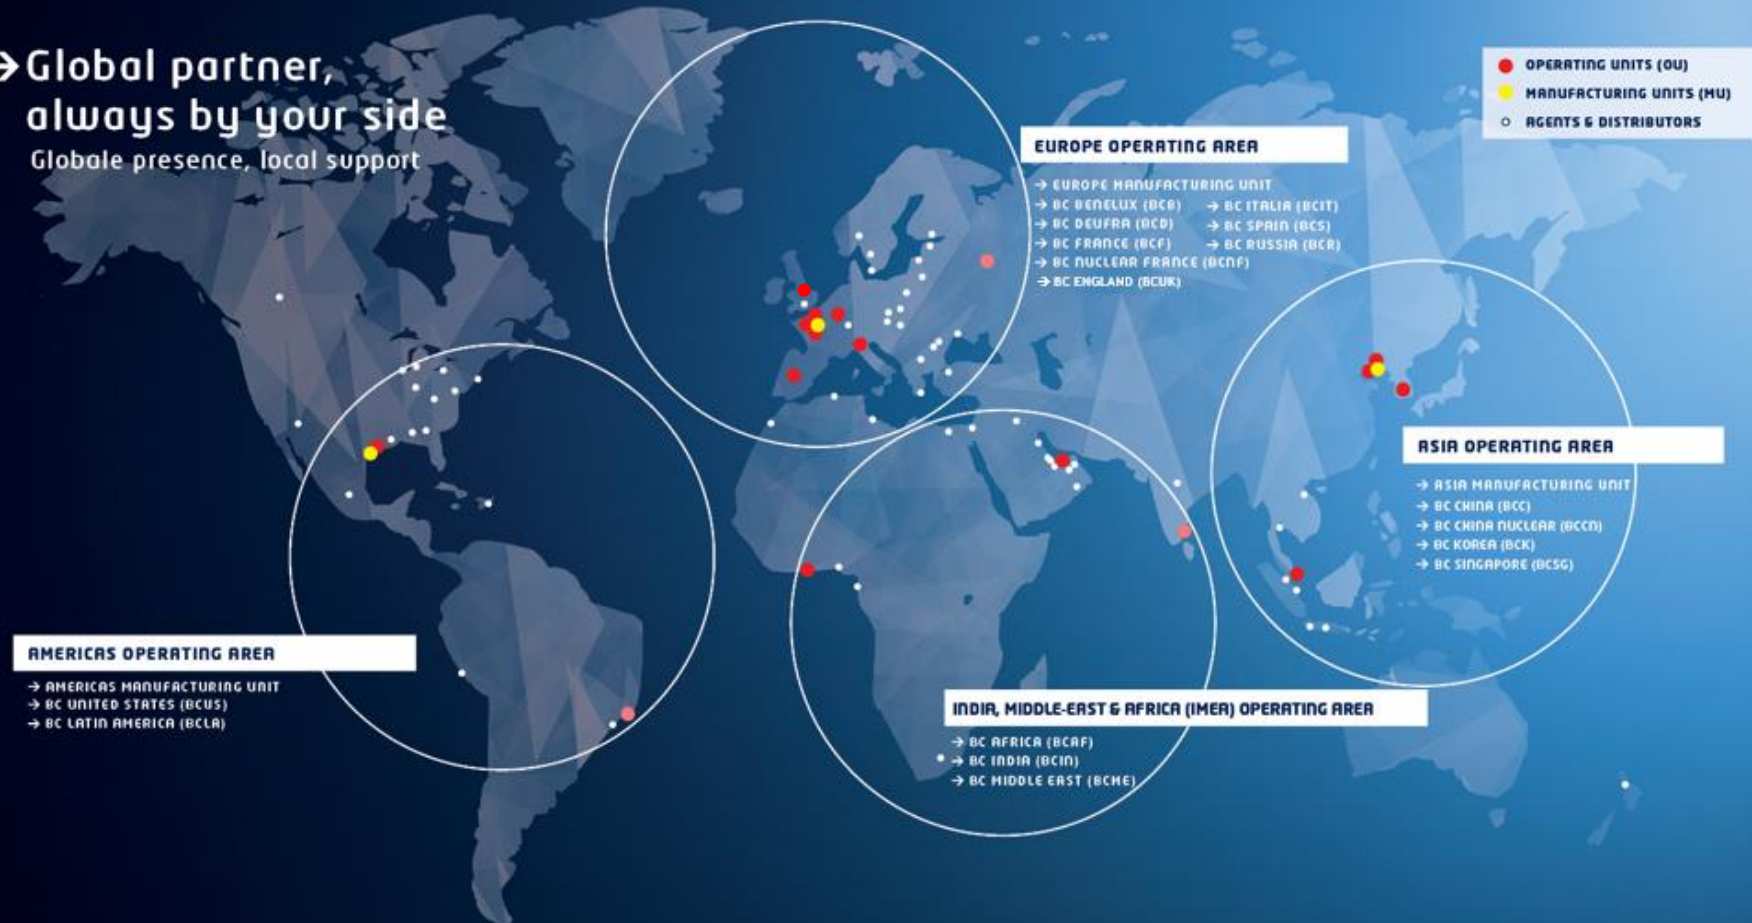 → Global partner,
always by your side
Globale presence, local support
OPERATING UNITS (OU)
MANUFACTURING UNITS (MU)
AGENTS & DISTRIBUTORS
EUROPE OPERATING AREA
→ EUROPE MANUFACTURING UNIT
→ BC BENELUX (BCB) → BC ITALIA (BCIT)
→ BC DEUFRA (BCD) → BC SPAIN (BCS)
→ BC FRANCE (BCF) → BC RUSSIA (BCR)
→ BC NUCLEAR FRANCE (BCNF)
→ BC ENGLAND (BCUK)
ASIA OPERATING AREA
→ ASIA MANUFACTURING UNIT
→ BC CHINA (BCC)
→ BC CHINA NUCLEAR (BCCN)
→ BC KOREA (BCK)
→ BC SINGAPORE (BCSG)
AMERICAS OPERATING AREA
→ AMERICAS MANUFACTURING UNIT
→ BC UNITED STATES (BCUS)
→ BC LATIN AMERICA (BCLA)
INDIA, MIDDLE-EAST & AFRICA (IMEA) OPERATING AREA
→ BC AFRICA (BCAF)
→ BC INDIA (BCIN)
→ BC MIDDLE EAST (BCME)